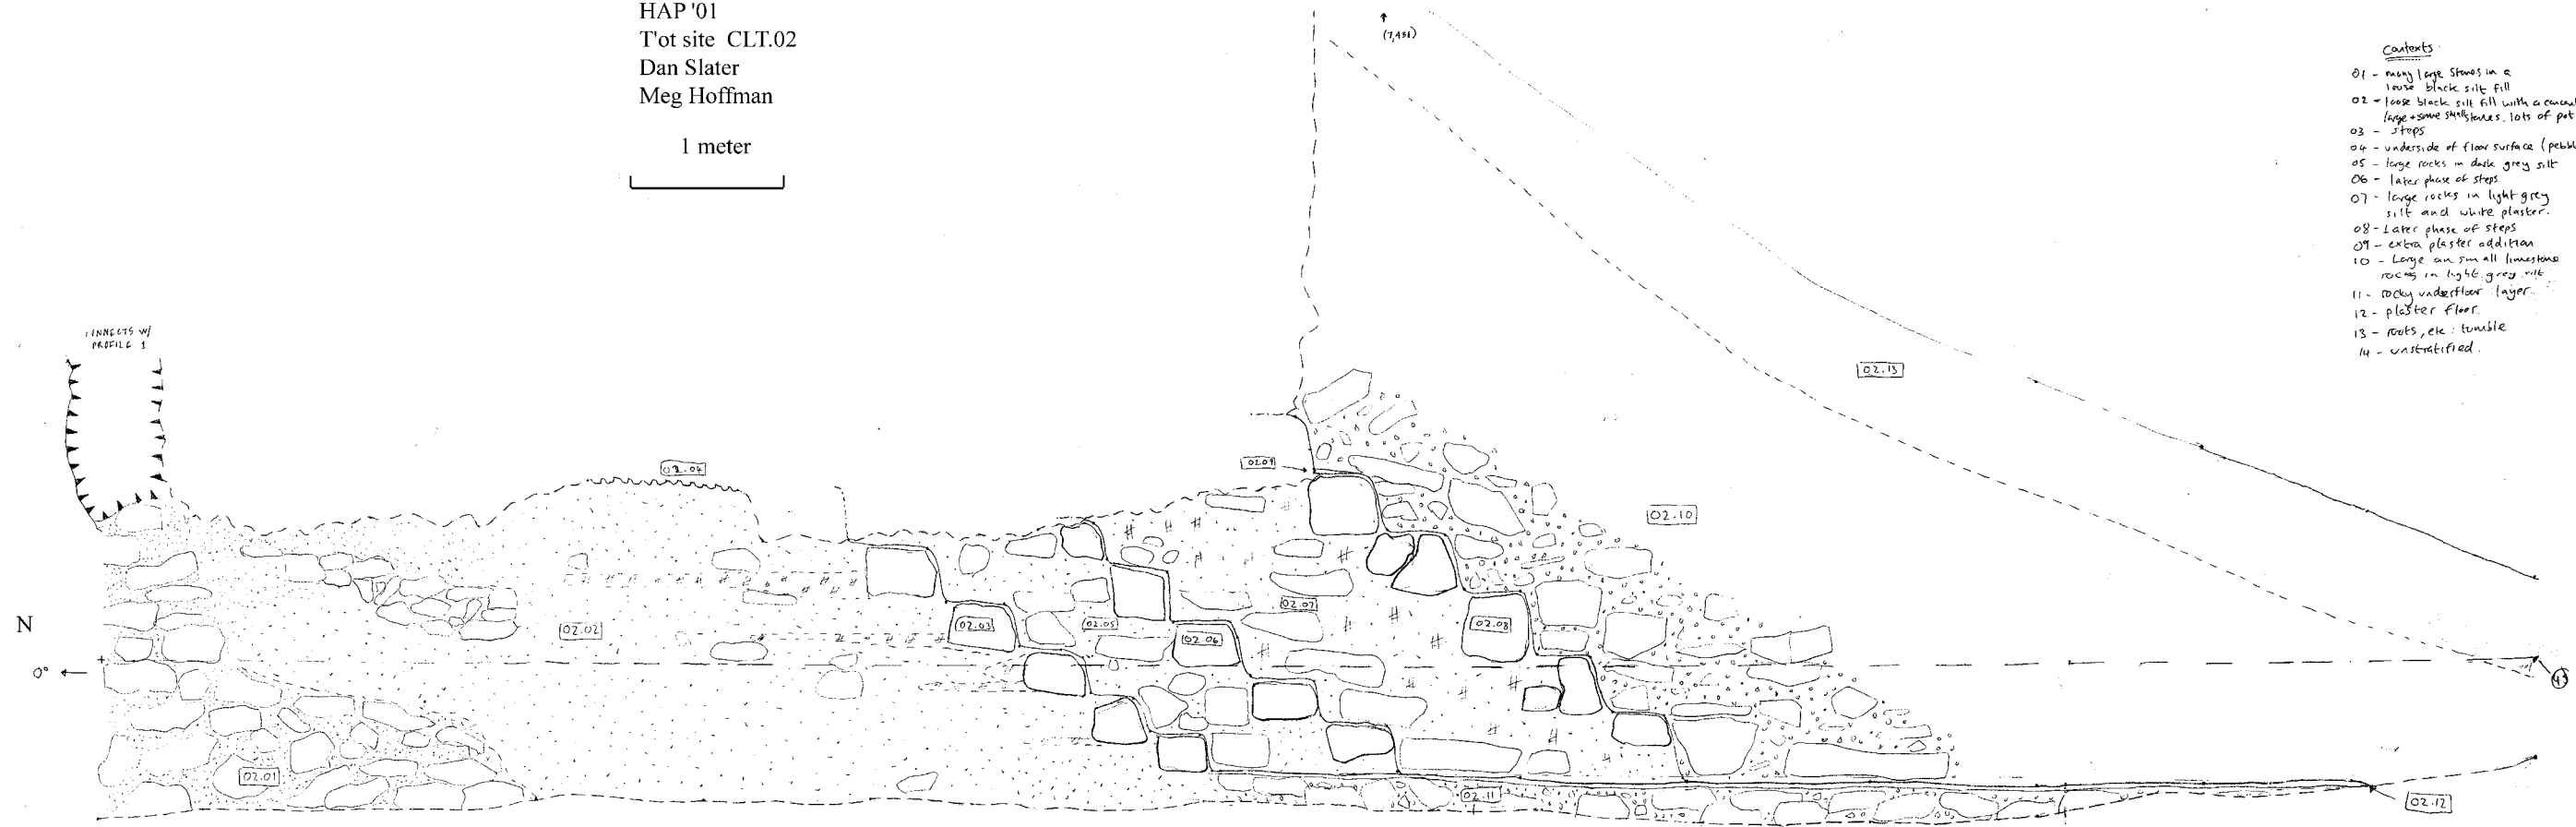 HAP '01
T'ot site CLT.02
Dan Slater
Meg Hoffman
1 meter
(7,451)
Contexts
01 - many large stones in a
loose black silt fill
02 - loose black silt fill with a
large + some small stones. lots of pot
03 - steps
04 - underside of floor surface (pebbl
05 - large rocks in dark grey silt
06 - later phase of steps
07 - large rocks in light grey
silt and white plaster.
08 - Later phase of steps
09 - extra plaster addition
10 - Large an small limestone
rocks in light grey silt
11 - rocky underfloor layer
12 - plaster floor.
13 - roots, etc : tumble
14 - unstratified.
CONNECTS W/
PROFILE 1
02.13
02.04
02.09
02.10
02.07
N
02.02
02.03
02.05
02.06
02.08
0°
02.01
02.11
02.12